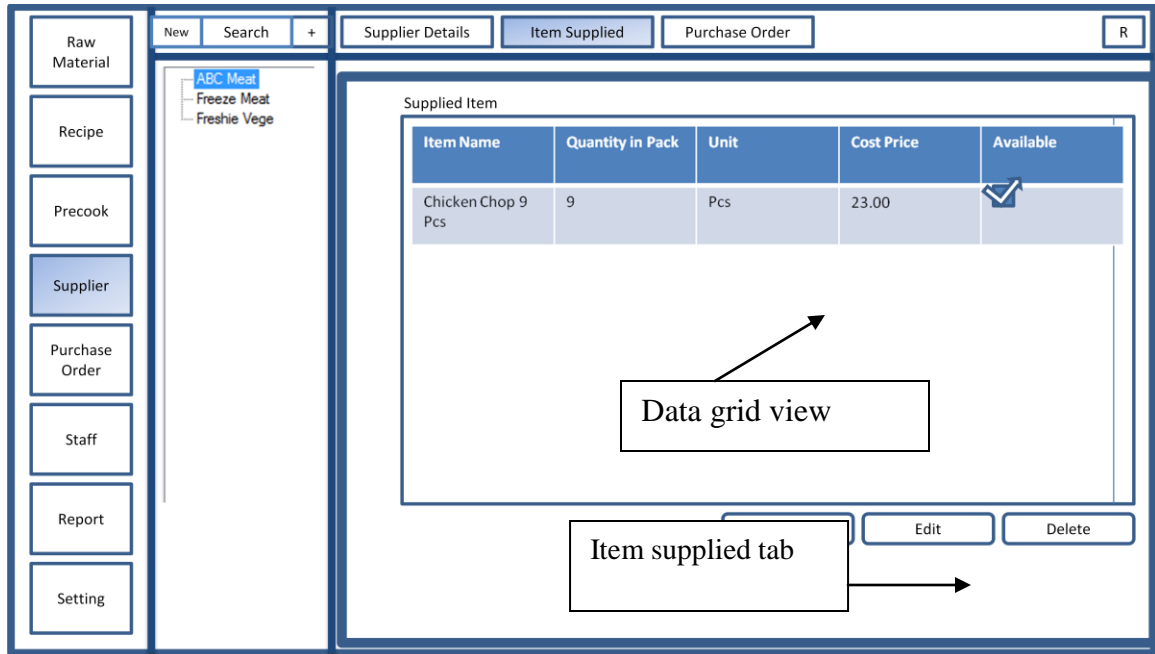 Raw
Material
Recipe
Precook
Supplier
Purchase
Order
Staff
Report
Setting
New
Search
+
ABC Meat
Freeze Meat
Freshie Vege
Supplier Details
Item Supplied
Purchase Order
R
Supplied Item
Item Name
Quantity in Pack
Unit
Cost Price
Available
Chicken Chop 9
Pcs
9
Pcs
23.00
Data grid view
Edit
Delete
Item supplied tab